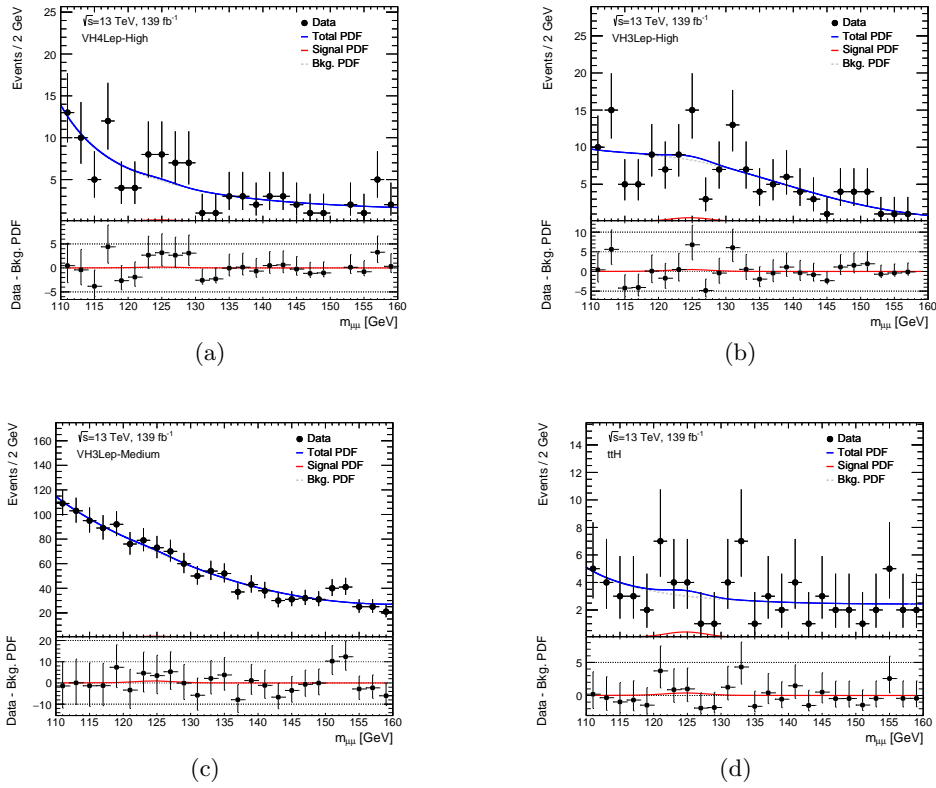 √s=13 TeV, 139 fb⁻¹
VH4Lep-High
Data
Total PDF
Signal PDF
Bkg. PDF
Events / 2 GeV
25
20
15
10
5
Data - Bkg. PDF
5
0
−5
110 115 120 125 130 135 140 145 150 155 160
mμμ [GeV]
(a)
√s=13 TeV, 139 fb⁻¹
VH3Lep-High
Data
Total PDF
Signal PDF
Bkg. PDF
Events / 2 GeV
25
20
15
10
5
Data - Bkg. PDF
10
5
0
−5
110 115 120 125 130 135 140 145 150 155 160
mμμ [GeV]
(b)
√s=13 TeV, 139 fb⁻¹
VH3Lep-Medium
Data
Total PDF
Signal PDF
Bkg. PDF
Events / 2 GeV
160
140
120
100
80
60
40
20
Data - Bkg. PDF
20
10
0
−10
110 115 120 125 130 135 140 145 150 155 160
mμμ [GeV]
(c)
√s=13 TeV, 139 fb⁻¹
ttH
Data
Total PDF
Signal PDF
Bkg. PDF
Events / 2 GeV
14
12
10
8
6
4
2
Data - Bkg. PDF
5
0
110 115 120 125 130 135 140 145 150 155 160
mμμ [GeV]
(d)